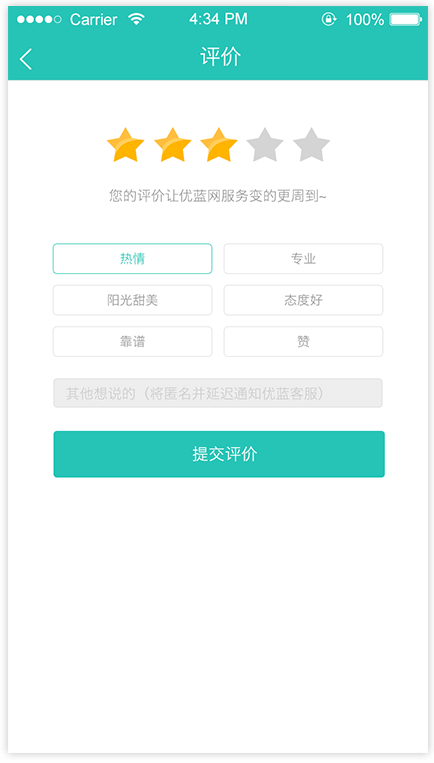 Carrier 4:34 PM 100%
评价
您的评价让优蓝网服务变的更周到~
热情 专业
阳光甜美 态度好
靠谱 赞
其他想说的（将匿名并延迟通知优蓝客服）
提交评价